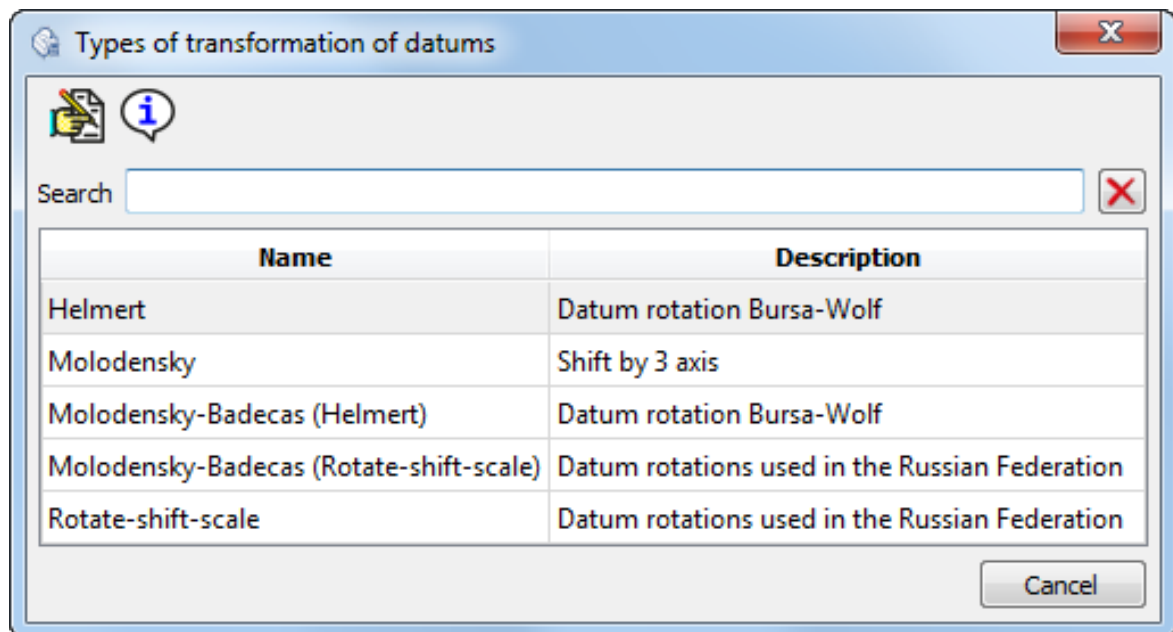 Types of transformation of datums
Search
Name Description
Helmert Datum rotation Bursa-Wolf
Molodensky Shift by 3 axis
Molodensky-Badecas (Helmert) Datum rotation Bursa-Wolf
Molodensky-Badecas (Rotate-shift-scale) Datum rotations used in the Russian Federation
Rotate-shift-scale Datum rotations used in the Russian Federation
Cancel